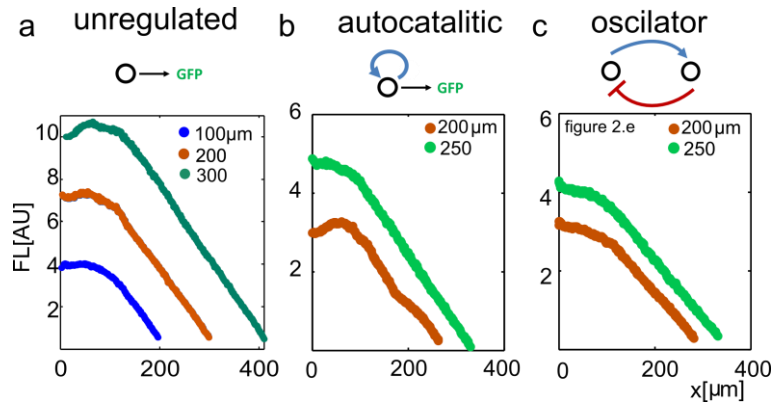 a unregulated
GFP
FL[AU]
10
8
6
4
2
0 200 400
100µm
200
300
b autocatalitic
GFP
6
4
2
0 200 400
200µm
250
c oscilator
figure 2.e
6
4
2
0 200 400
200µm
250
x[µm]